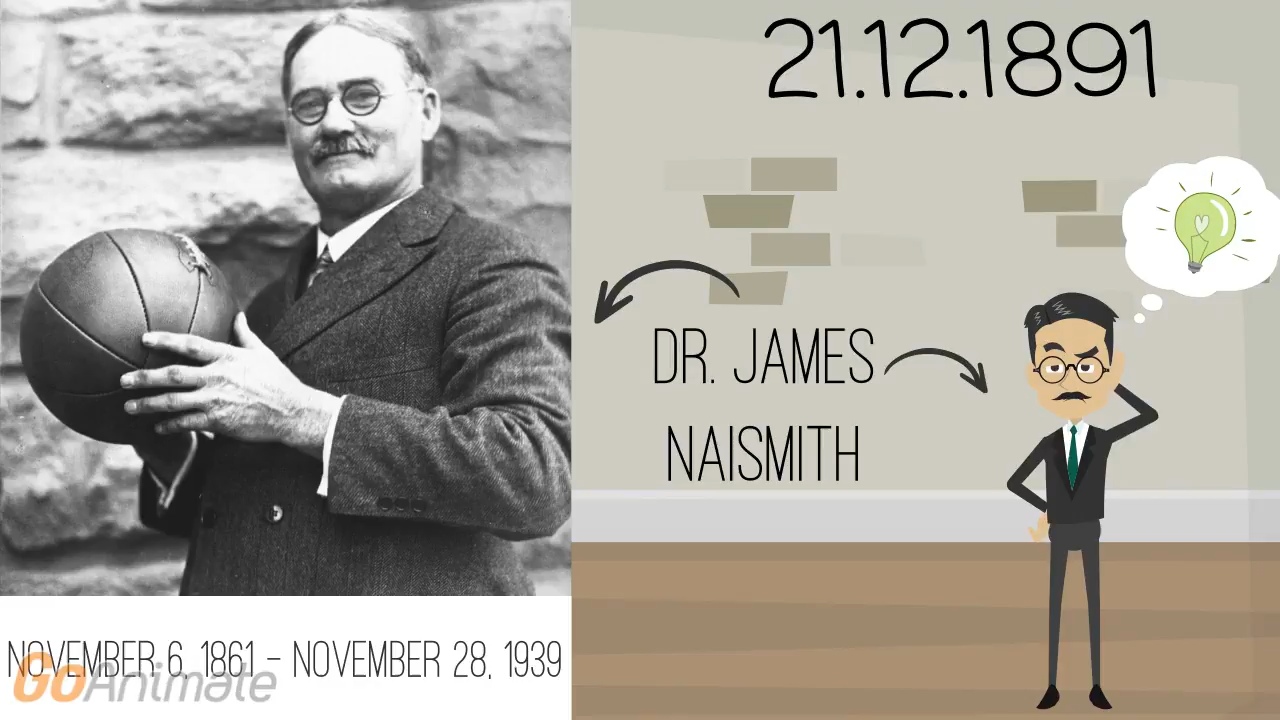 21.12.1891
DR. JAMES
NAISMITH
NOVEMBER 6, 1861 - NOVEMBER 28, 1939
GoAnimate